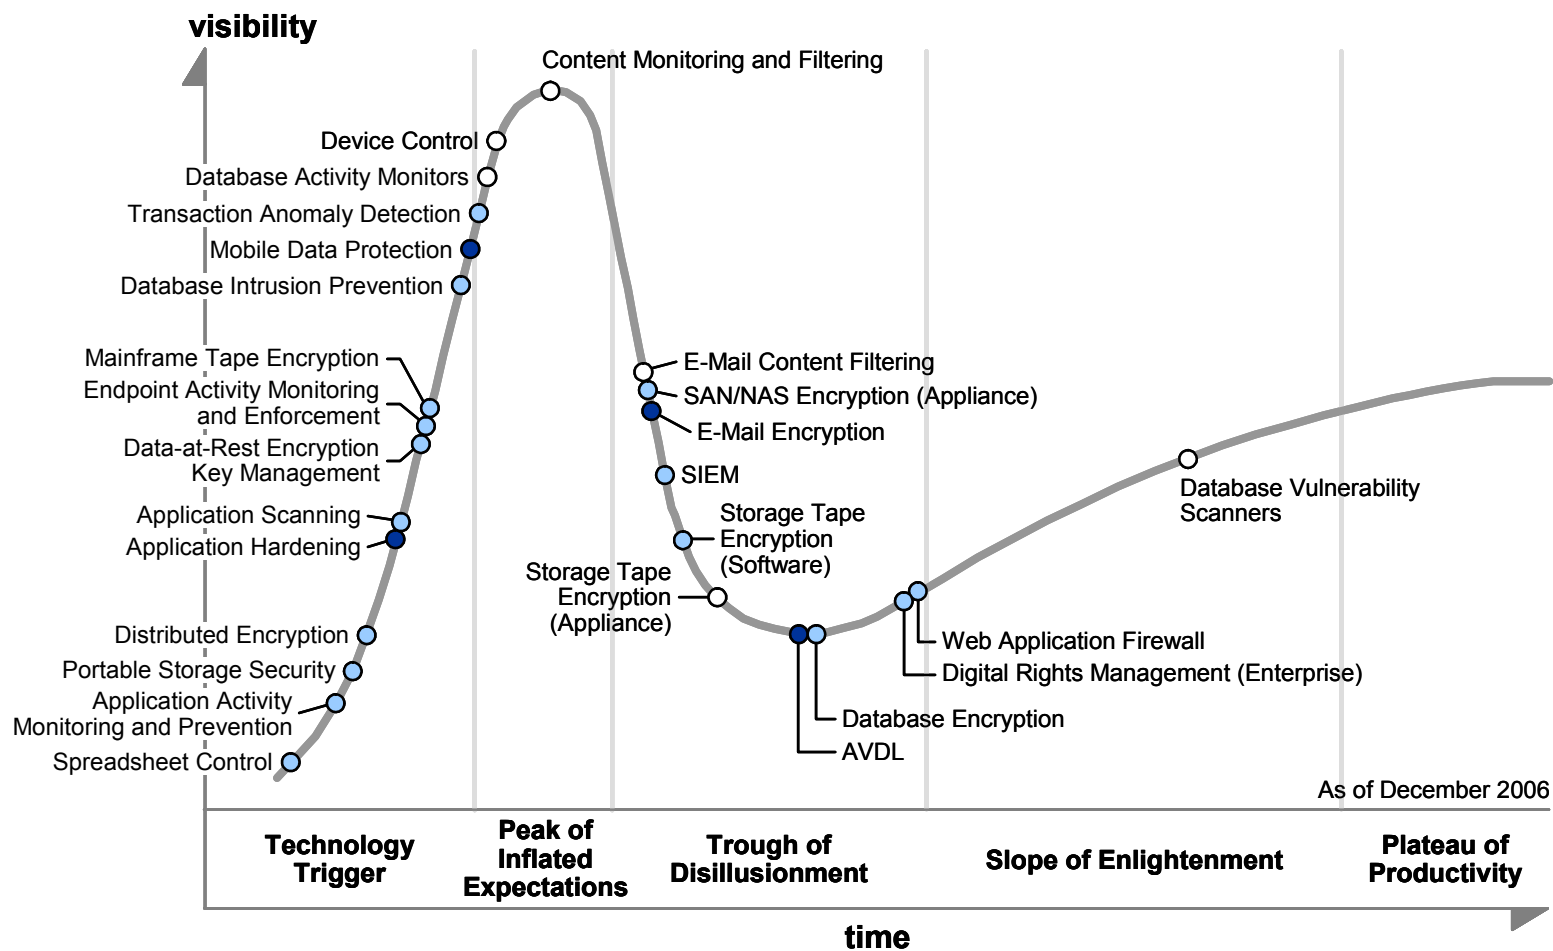 visibility
Content Monitoring and Filtering
Device Control
Database Activity Monitors
Transaction Anomaly Detection
Mobile Data Protection
Database Intrusion Prevention
Mainframe Tape Encryption
Endpoint Activity Monitoring
and Enforcement
Data-at-Rest Encryption
Key Management
Application Scanning
Application Hardening
Distributed Encryption
Portable Storage Security
Application Activity
Monitoring and Prevention
Spreadsheet Control
E-Mail Content Filtering
SAN/NAS Encryption (Appliance)
E-Mail Encryption
SIEM
Storage Tape
Encryption
(Software)
Storage Tape
Encryption
(Appliance)
Web Application Firewall
Digital Rights Management (Enterprise)
Database Encryption
AVDL
Database Vulnerability
Scanners
As of December 2006
Technology
Trigger
Peak of
Inflated
Expectations
Trough of
Disillusionment
Slope of Enlightenment
Plateau of
Productivity
time